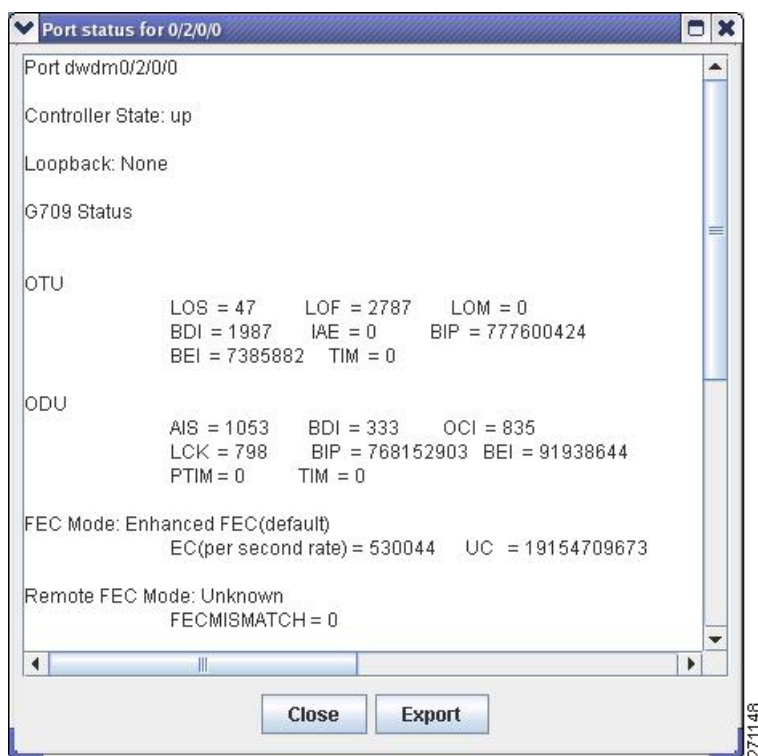 Port status for 0/2/0/0
Port dwdm0/2/0/0
Controller State: up
Loopback: None
G709 Status
OTU
LOS = 47 LOF = 2787 LOM = 0
BDI = 1987 IAE = 0 BIP = 777600424
BEI = 7385882 TIM = 0
ODU
AIS = 1053 BDI = 333 OCI = 835
LCK = 798 BIP = 768152903 BEI = 91938644
PTIM = 0 TIM = 0
FEC Mode: Enhanced FEC(default)
EC(per second rate) = 530044 UC = 19154709673
Remote FEC Mode: Unknown
FECMISMATCH = 0
Close Export
271148